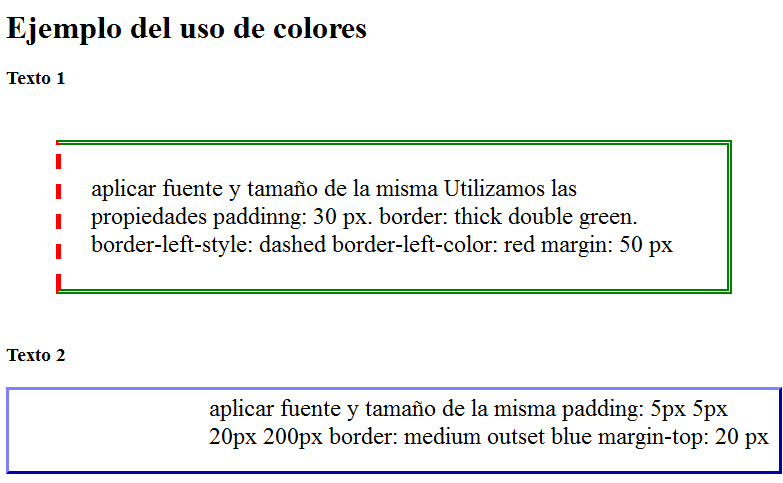 Ejemplo del uso de colores
Texto 1
aplicar fuente y tamaño de la misma Utilizamos las
propiedades paddinng: 30 px. border: thick double green.
border-left-style: dashed border-left-color: red margin: 50 px
Texto 2
aplicar fuente y tamaño de la misma padding: 5px 5px
20px 200px border: medium outset blue margin-top: 20 px